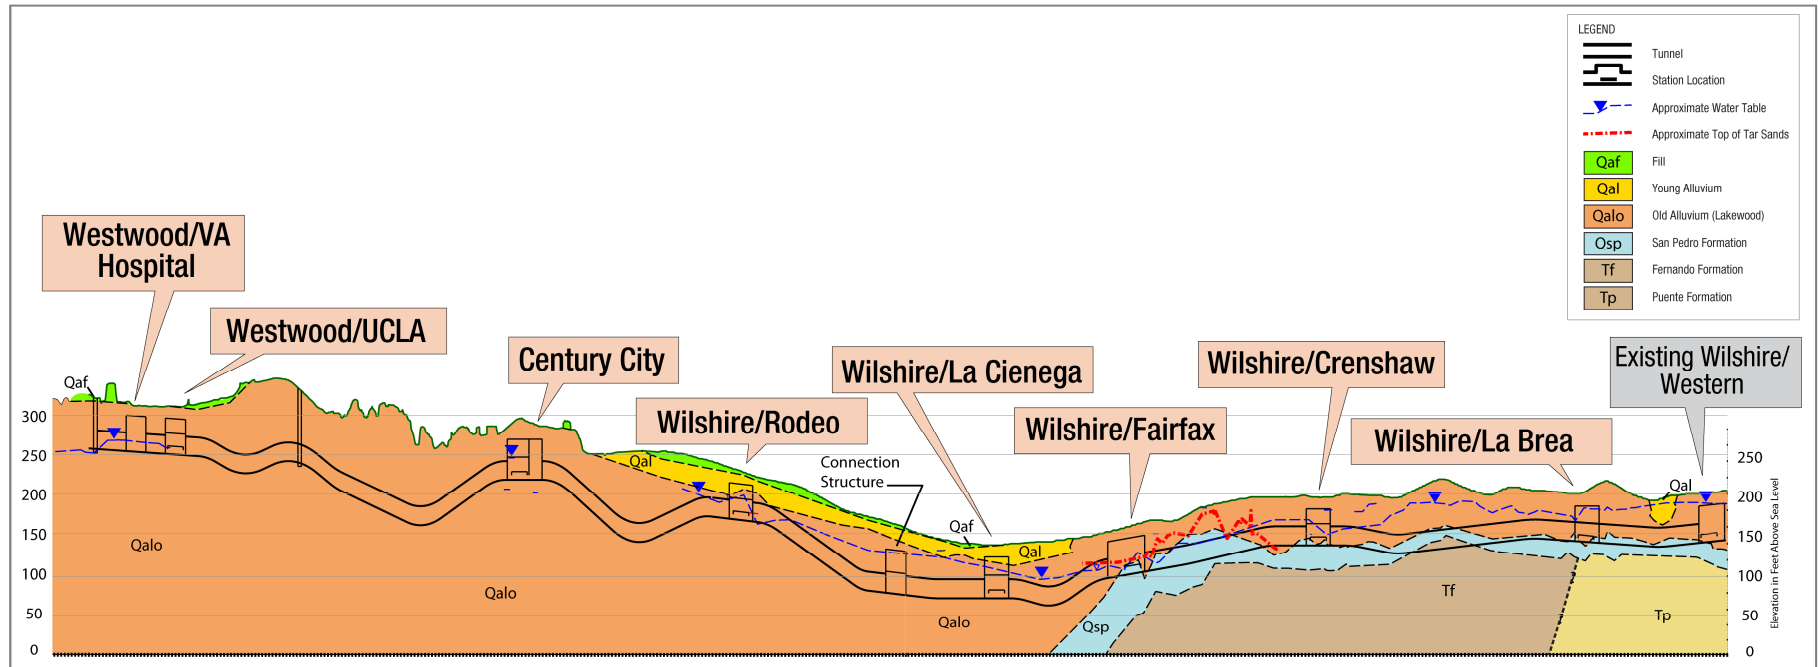 LEGEND
Tunnel
Station Location
Approximate Water Table
Approximate Top of Tar Sands
Qaf Fill
Qal Young Alluvium
Qalo Old Alluvium (Lakewood)
Osp San Pedro Formation
Tf Fernando Formation
Tp Puente Formation
Westwood/VA
Hospital
Westwood/UCLA
Century City
Wilshire/Rodeo
Wilshire/La Cienega
Wilshire/Fairfax
Wilshire/Crenshaw
Wilshire/La Brea
Existing Wilshire/
Western
Qaf
Qal
Connection
Structure
Qaf
Qal
Qal
Qalo
Qalo
Qalo
Qsp
Tf
Tp
300
250
200
150
100
50
0
250
200
150
100
50
0
Elevation in Feet Above Sea Level